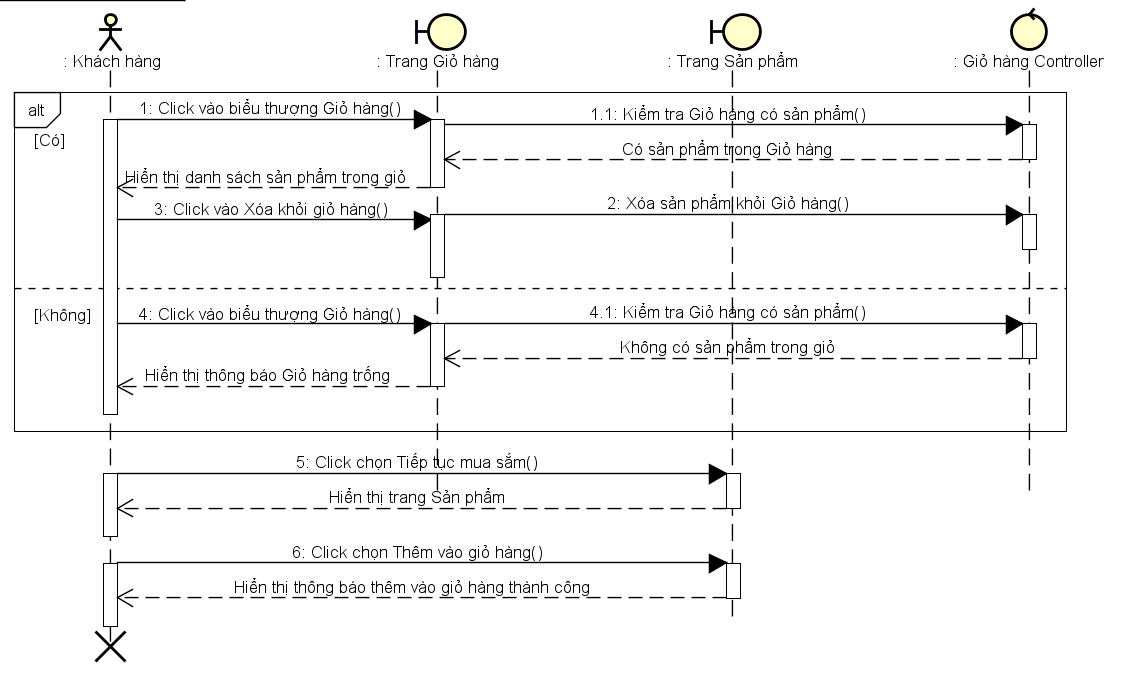 : Khách hàng
: Trang Giỏ hàng
: Trang Sản phẩm
: Giỏ hàng Controller
alt
[Có]
1: Click vào biểu thượng Giỏ hàng()
1.1: Kiểm tra Giỏ hàng có sản phẩm()
Có sản phẩm trong Giỏ hàng
Hiển thị danh sách sản phẩm trong giỏ
3: Click vào Xóa khỏi giỏ hàng()
2: Xóa sản phẩm khỏi Giỏ hàng()
[Không]
4: Click vào biểu thượng Giỏ hàng()
4.1: Kiểm tra Giỏ hàng có sản phẩm()
Không có sản phẩm trong giỏ
Hiển thị thông báo Giỏ hàng trống
5: Click chọn Tiếp tục mua sắm()
Hiển thị trang Sản phẩm
6: Click chọn Thêm vào giỏ hàng()
Hiển thị thông báo thêm vào giỏ hàng thành công